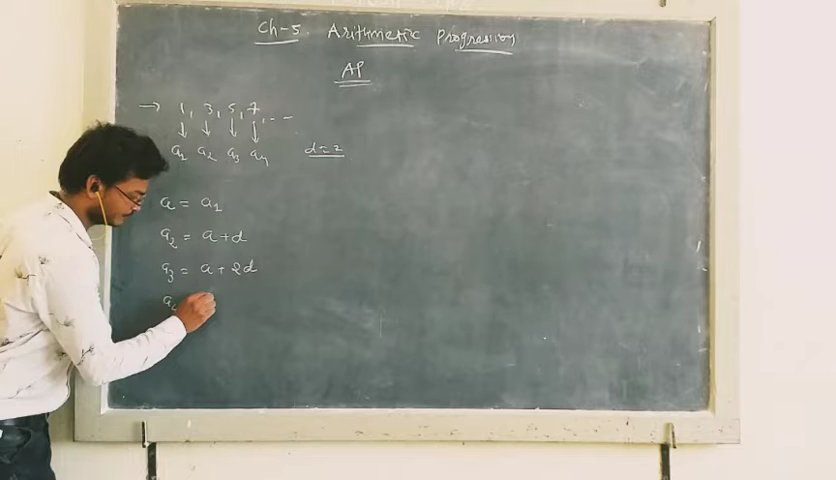 Ch-5. Arithmetic Progression
AP
→ 1, 3, 5, 7, ...
↓ ↓ ↓ ↓
a1 a2 a3 a4 d=2
a = a1
a2 = a+d
a3 = a+2d